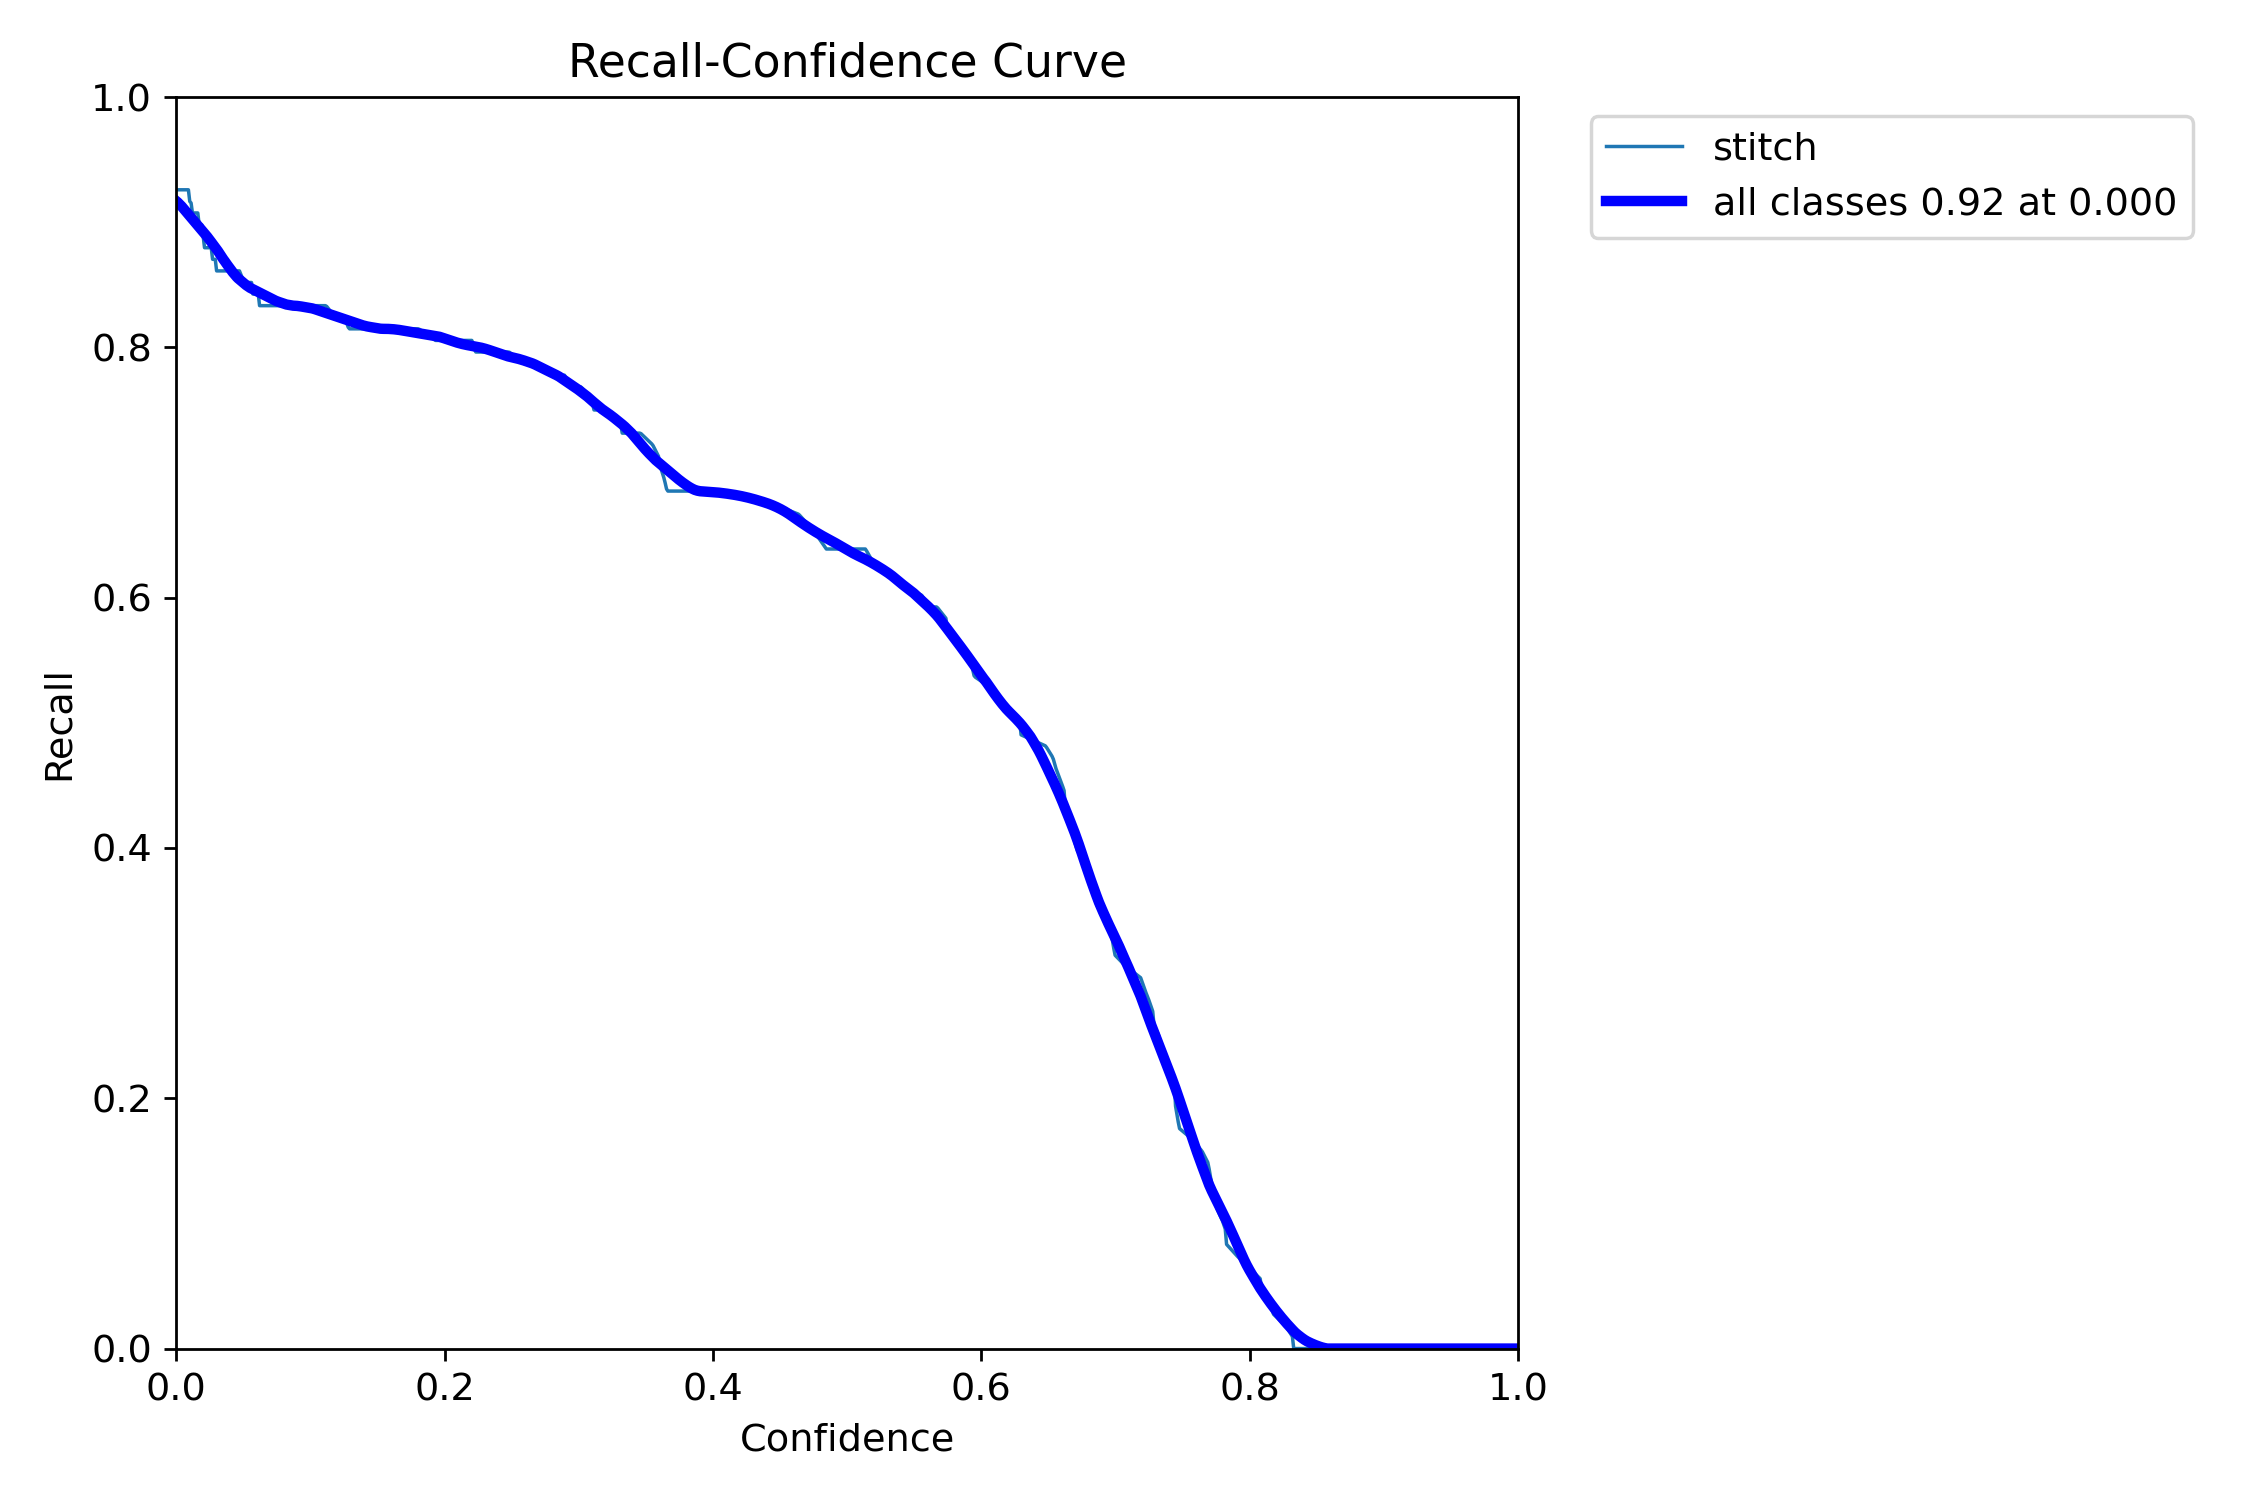 Recall-Confidence Curve
1.0
0.8
0.6
0.4
0.2
0.0
Recall
0.0 0.2 0.4 0.6 0.8 1.0
Confidence
stitch
all classes 0.92 at 0.000